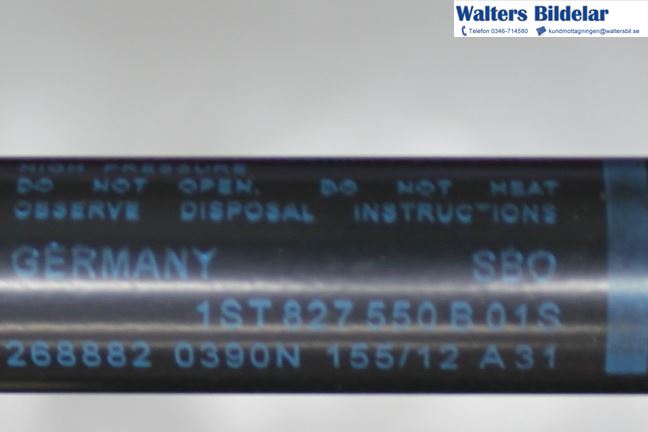 Walters Bildelar
Telefon 0346-714580 kundmottagningen@waltersbil.se
HIGH PRESSURE
DO NOT OPEN. DO NOT HEAT
OBSERVE DISPOSAL INSTRUCTIONS
GERMANY SBO
1ST 827 550 B 01S
268882 0390N 155/12 A 31